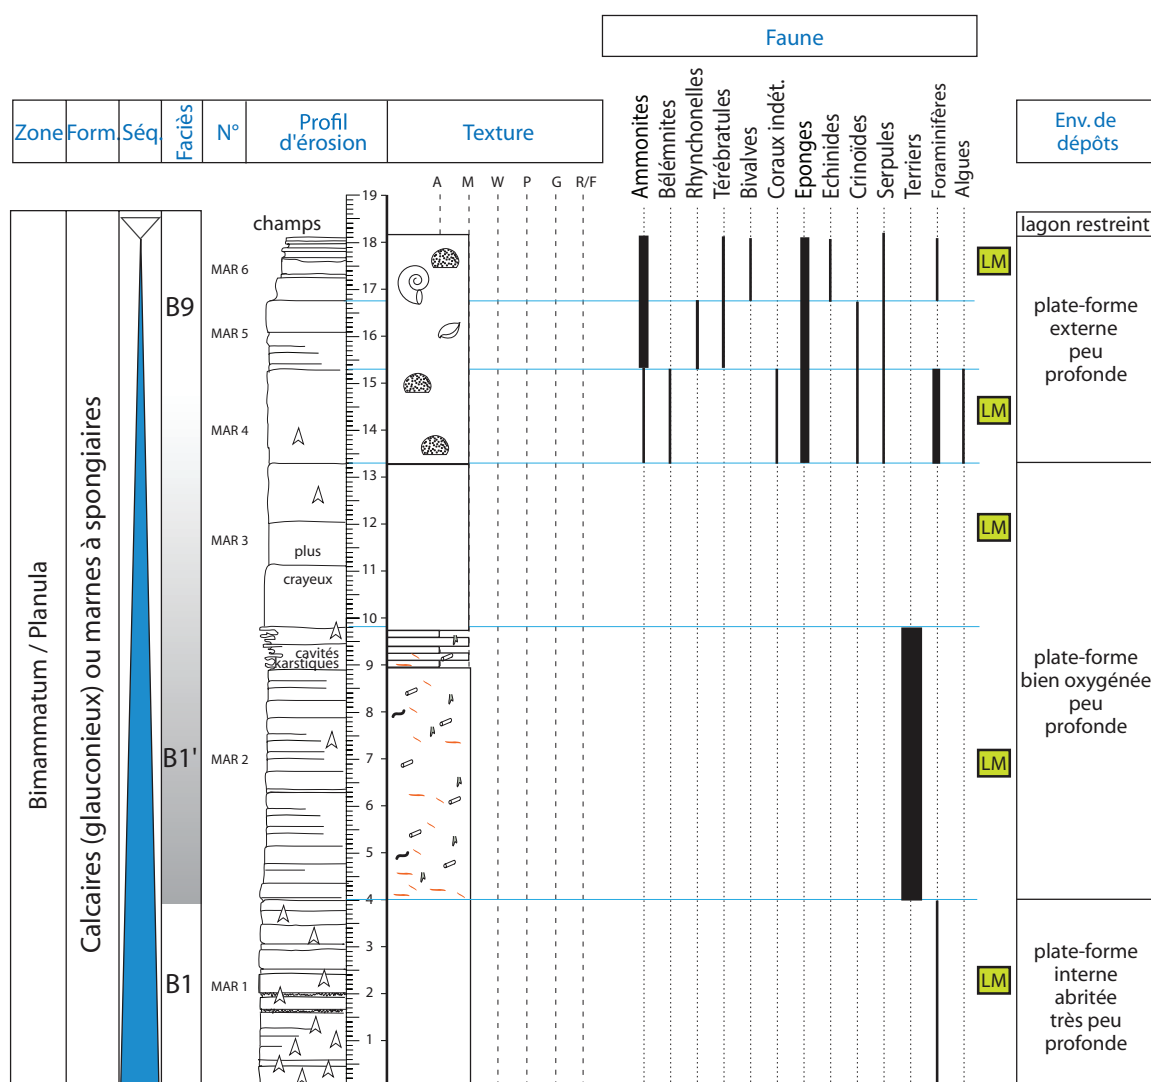 Faune
Zone
Form.
Séq.
Faciès
N°
Profil
d'érosion
Texture
Ammonites
Bélémnites
Rhynchonelles
Térébratules
Bivalves
Coraux indét.
Eponges
Echinides
Crinoïdes
Serpules
Terriers
Foraminifères
Algues
Env. de
dépôts
A
M
W
P
G
R/F
Bimammatum / Planula
Calcaires (glauconieux) ou marnes à spongiaires
B9
B1'
B1
champs
MAR 6
MAR 5
MAR 4
MAR 3
MAR 2
MAR 1
plus
crayeux
cavités
karstiques
19
18
17
16
15
14
13
12
11
10
9
8
7
6
5
4
3
2
1
LM
LM
LM
LM
LM
lagon restreint
plate-forme
externe
peu
profonde
plate-forme
bien oxygénée
peu
profonde
plate-forme
interne
abritée
très peu
profonde